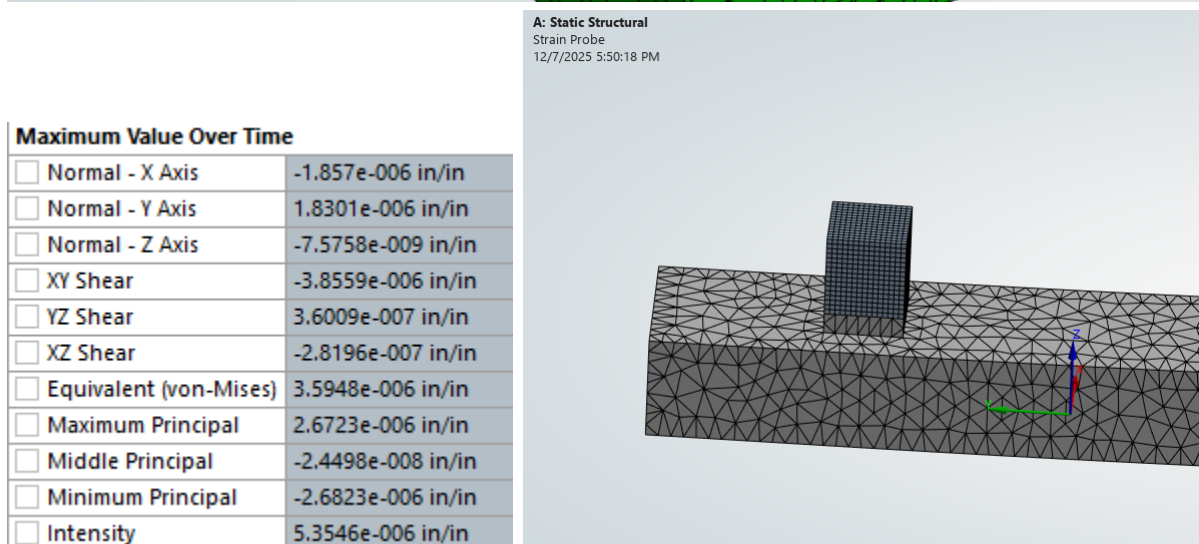 A: Static Structural
Strain Probe
12/7/2025 5:50:18 PM
Maximum Value Over Time
Normal - X Axis -1.857e-006 in/in
Normal - Y Axis 1.8301e-006 in/in
Normal - Z Axis -7.5758e-009 in/in
XY Shear -3.8559e-006 in/in
YZ Shear 3.6009e-007 in/in
XZ Shear -2.8196e-007 in/in
Equivalent (von-Mises) 3.5948e-006 in/in
Maximum Principal 2.6723e-006 in/in
Middle Principal -2.4498e-008 in/in
Minimum Principal -2.6823e-006 in/in
Intensity 5.3546e-006 in/in
Z
Y